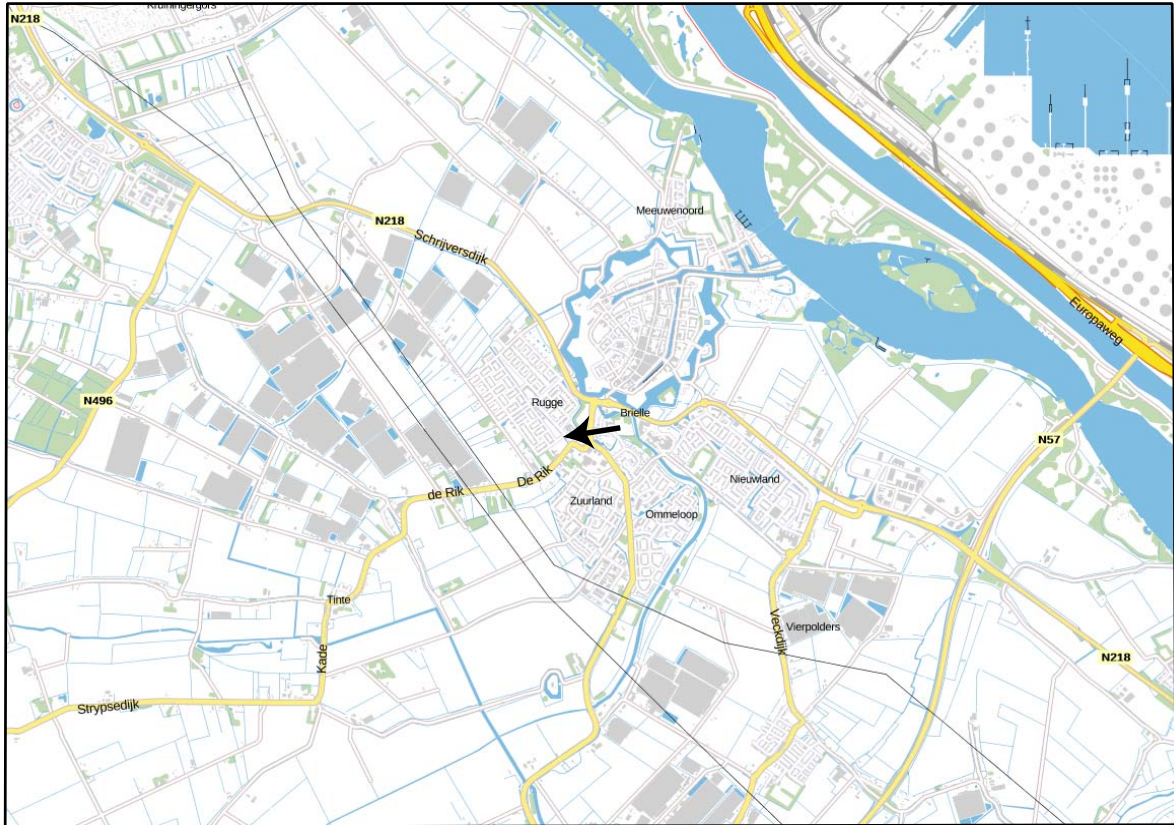 Kruiningergors
N218
Meeuwenoord
N218
Schrijversdijk
Europaweg
N496
Rugge
Brielle
N57
Nieuwland
De Rik
de Rik
Zuurland
Ommeloop
Tinte
Vierpolders
Veckdijk
Kade
N218
Strypsedijk